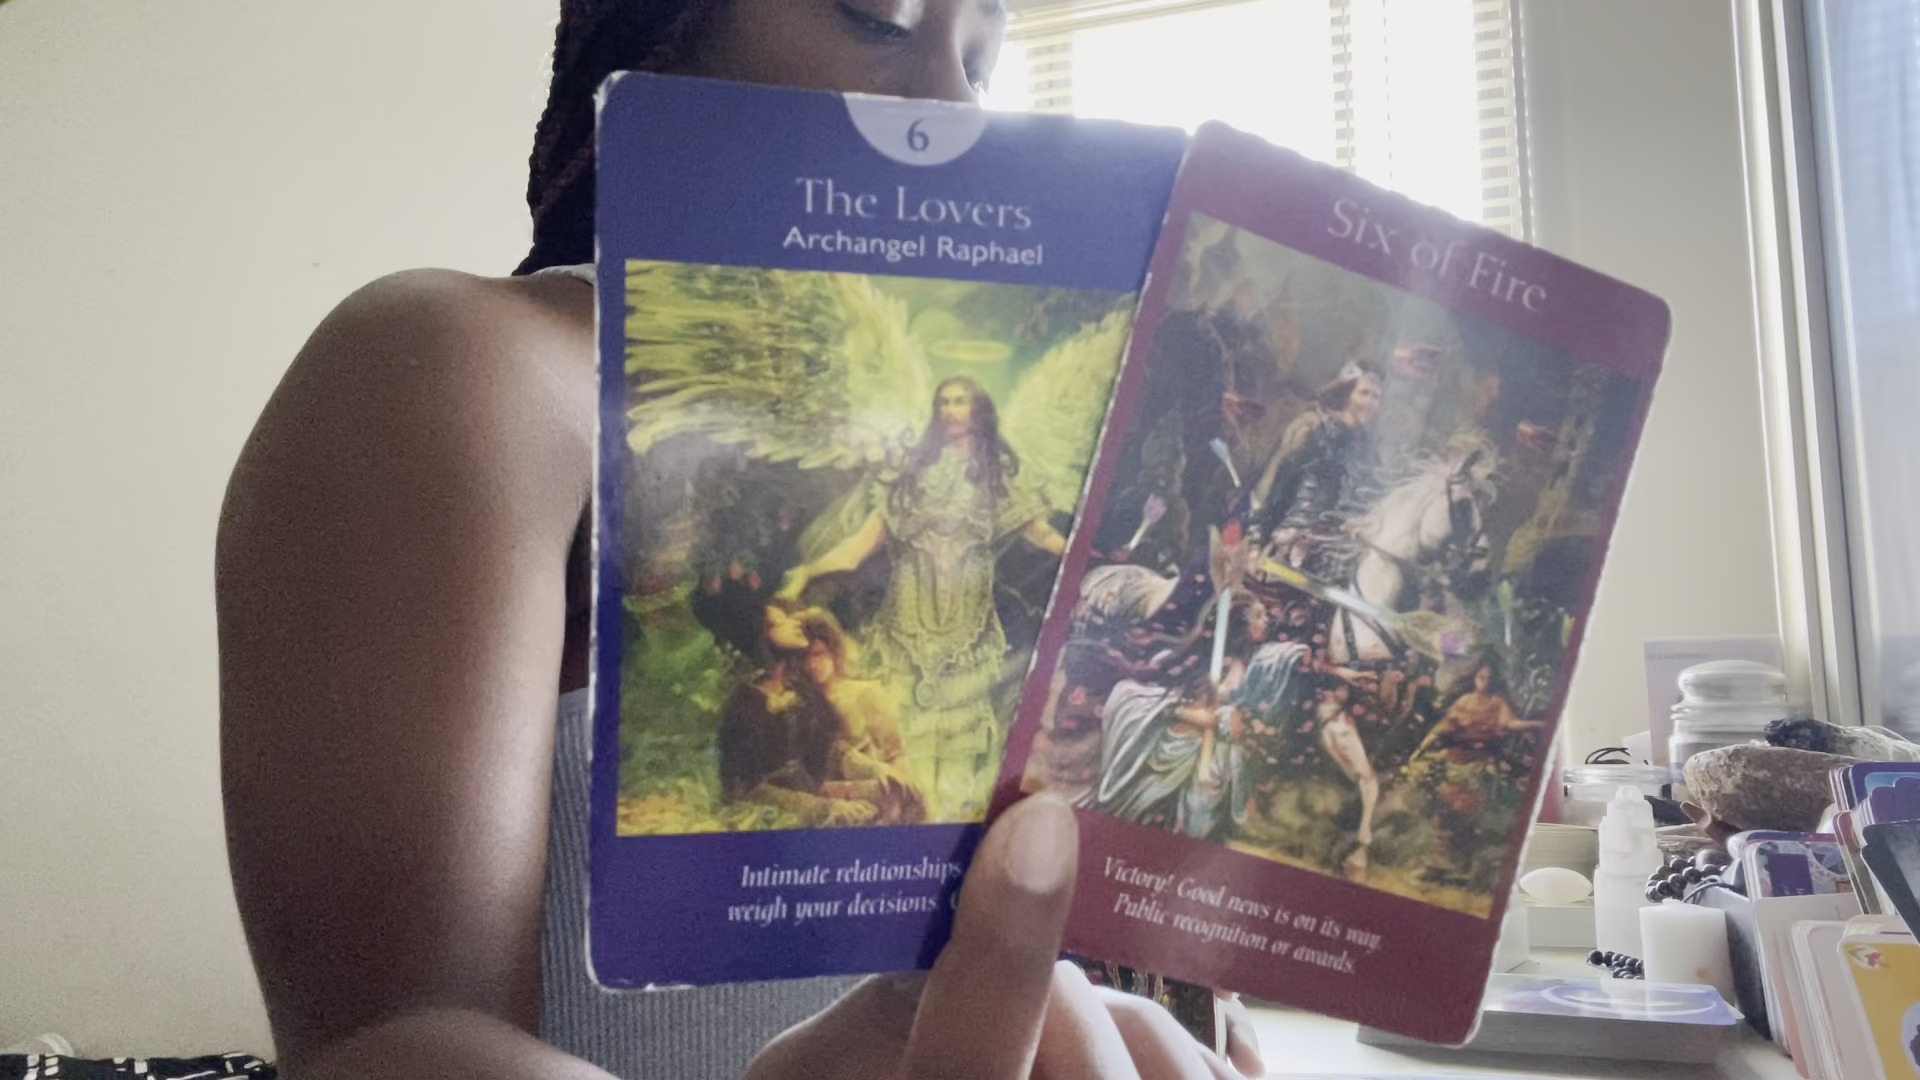 6
The Lovers
Archangel Raphael
Intimate relationships
weigh your decisions.
Six of Fire
Victory! Good news is on its way.
Public recognition or awards.